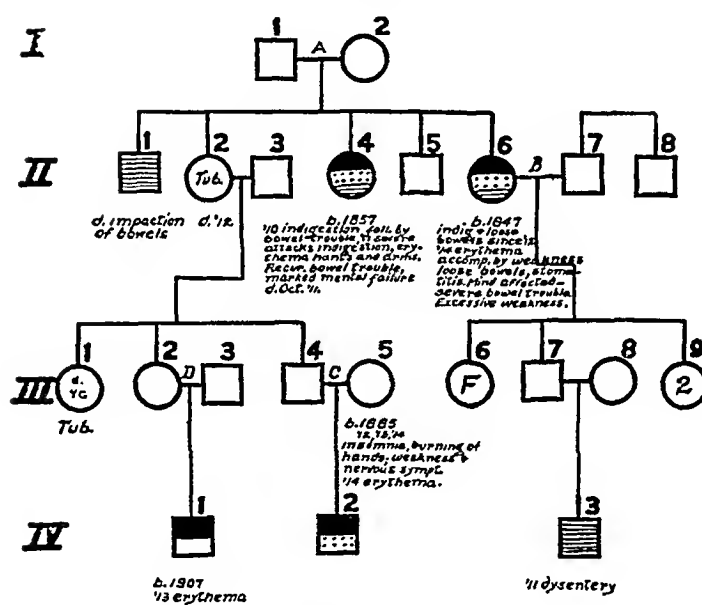 I
1
A
2
II
1
2
3
4
5
6
B
7
8
Tub.
d. impaction
of bowels
d. '12
b. 1857
'10 indigestion foll. by
bowel-trouble, '11 severe
attacks indigestion, ery-
thema hands and arms.
Recur. bowel trouble,
marked mental failure
d. Oct. '11.
b. 1847
indig & loose
bowels since
'14 erythema
accomp. by weakness
loose bowels, stoma-
titis. Mind affected-
severe bowel trouble
Excessive weakness.
III
1
2
D
3
4
C
5
6
7
8
9
d.
F
2
Tub.
b. 1885
'12, '13, '14
insomnia, burning of
hands, weakness &
nervous sympt.
'14 erythema.
IV
1
2
3
b. 1907
'13 erythema
'11 dysentery